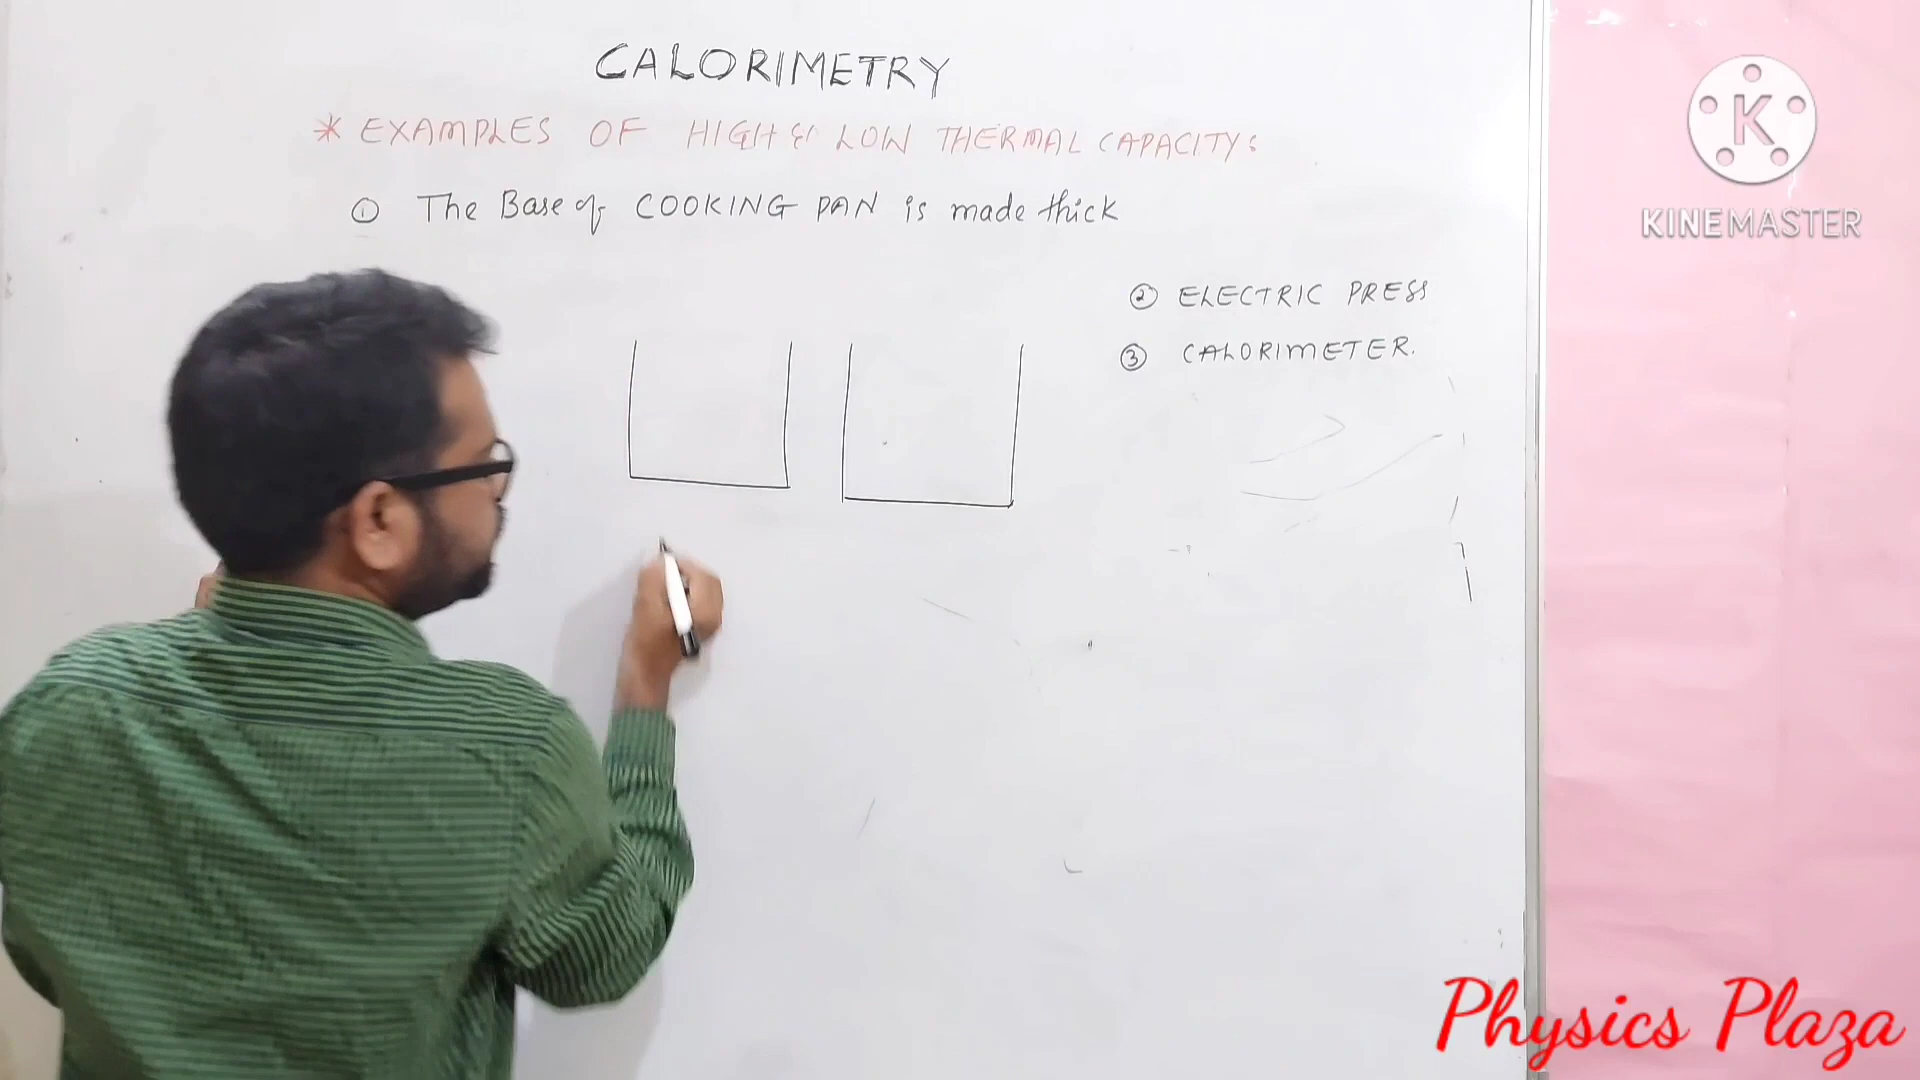 CALORIMETRY
* EXAMPLES OF HIGH & LOW THERMAL CAPACITY:
① The Base of COOKING PAN is made thick
② ELECTRIC PRESS
③ CALORIMETER.
K
KINEMASTER
Physics Plaza